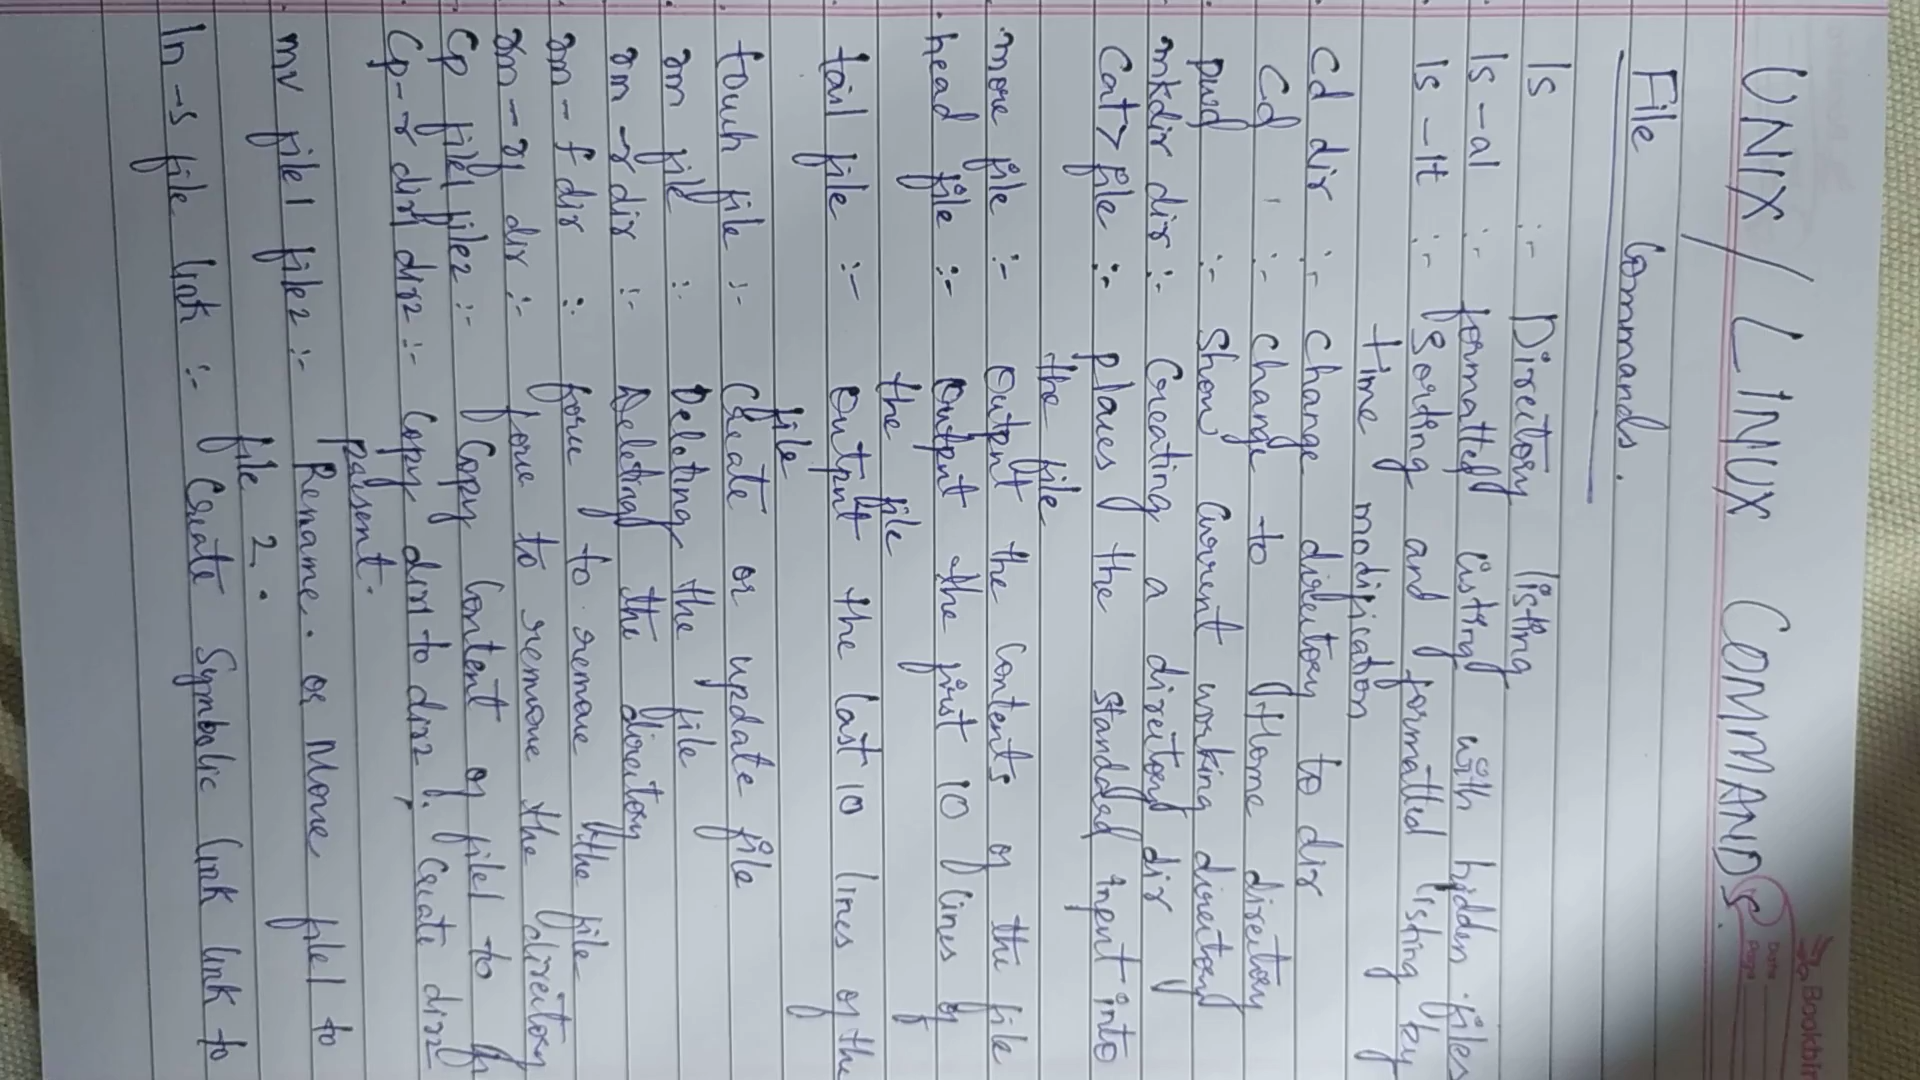 Bookbin
Date
Page
UNIX / LINUX COMMANDS.
File Commands.
ls :- Directory listing
ls -al :- formatted listing with hidden files
ls -lt :- Sorting and formatted listing by
time modification
cd dir :- change directory to dir
cd :- change to Home directory
pwd :- Show current working directory
mkdir dir :- Creating a directory dir
Cat> file :- places the standard input into
the file
more file :- Output the contents of the file
head file :- Output the first 10 lines of
the file
tail file :- Output the last 10 lines of the
file
touch file :- Create or update file
rm file :- Deleting the file
rm -r dir :- Deleting the directory
rm - f dir :- force to remove the file
rm -rf dir :- force to remove the directory
Cp file1 file2 :- Copy Content of file1 to
Cp -r dir1 dir2 :- Copy dir1 to dir2; Create dir2
mv file1 file2 :- Rename. or Move file1 to
file 2.
ln -s file link :- Create Symbolic link link to